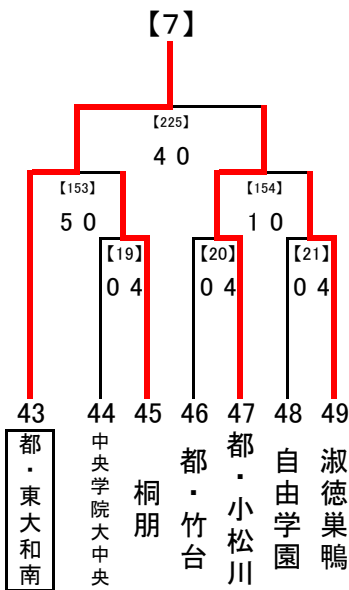 【7】
【225】
4 0
【153】
【154】
5 0
1 0
【19】
【20】
【21】
0 4
0 4
0 4
43
44
45
46
47
48
49
都・東大和南
中央学院大中央
桐朋
都・竹台
都・小松川
自由学園
淑徳巣鴨